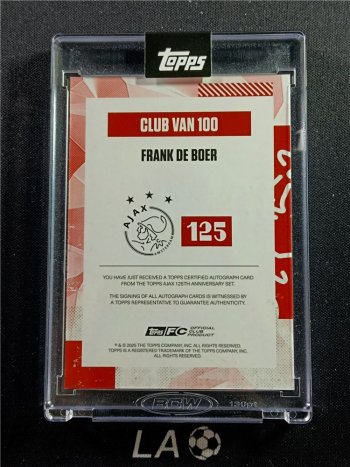 Topps
CLUB VAN 100
FRANK DE BOER
AJAX
AMSTERDAM
125
YOU HAVE JUST RECEIVED A TOPPS CERTIFIED AUTOGRAPH CARD
FROM THE TOPPS AJAX 125TH ANNIVERSARY SET.
THE SIGNING OF ALL AUTOGRAPH CARDS IS WITNESSED BY
A TOPPS REPRESENTATIVE TO GUARANTEE AUTHENTICITY.
Topps FC OFFICIAL
CLUB
PRODUCT
® & © 2025 THE TOPPS COMPANY, INC. ALL RIGHTS RESERVED.
TOPPS IS A REGISTERED TRADEMARK OF THE TOPPS COMPANY, INC.
ALL RIGHTS RESERVED.
BCW
LA